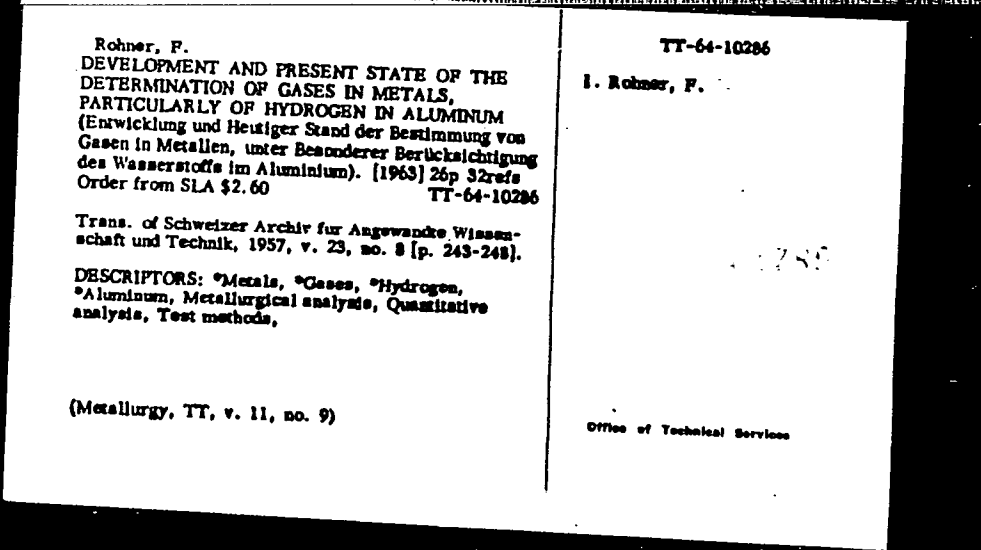 Rohner, F.
DEVELOPMENT AND PRESENT STATE OF THE
DETERMINATION OF GASES IN METALS,
PARTICULARLY OF HYDROGEN IN ALUMINUM
(Entwicklung und Heutiger Stand der Bestimmung von
Gasen in Metallen, unter Besonderer Berücksichtigung
des Wasserstoffs im Aluminium). [1963] 26p 32refs
Order from SLA $2.60 TT-64-10286
Trans. of Schweizer Archiv fur Angewandte Wissen-
schaft und Technik, 1957, v. 23, no. 8 [p. 243-248].
DESCRIPTORS: *Metals, *Gases, *Hydrogen,
*Aluminum, Metallurgical analysis, Quantitative
analysis, Test methods,
(Metallurgy, TT, v. 11, no. 9)
TT-64-10286
1. Rohner, F.
Office of Technical Services